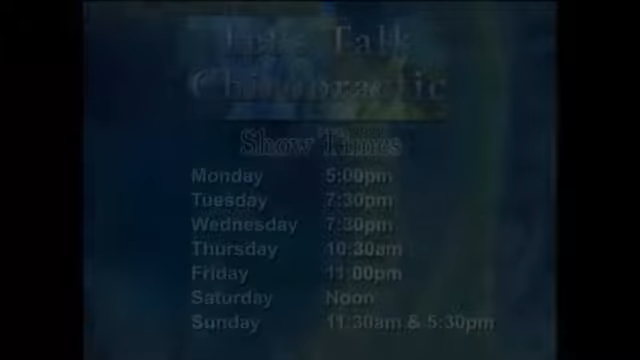 Let's Talk
Chiropractic
Show Times
Monday 5:00pm
Tuesday 7:30pm
Wednesday 7:30pm
Thursday 10:30am
Friday 11:00pm
Saturday Noon
Sunday 11:30am & 5:30pm